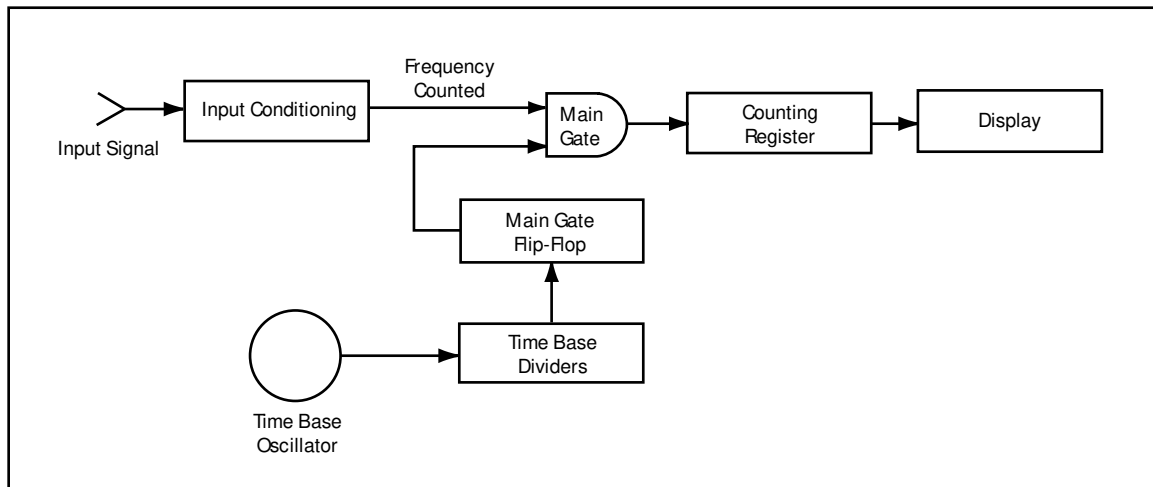 Frequency
Counted
Input Conditioning
Input Signal
Main
Gate
Counting
Register
Display
Main Gate
Flip-Flop
Time Base
Dividers
Time Base
Oscillator